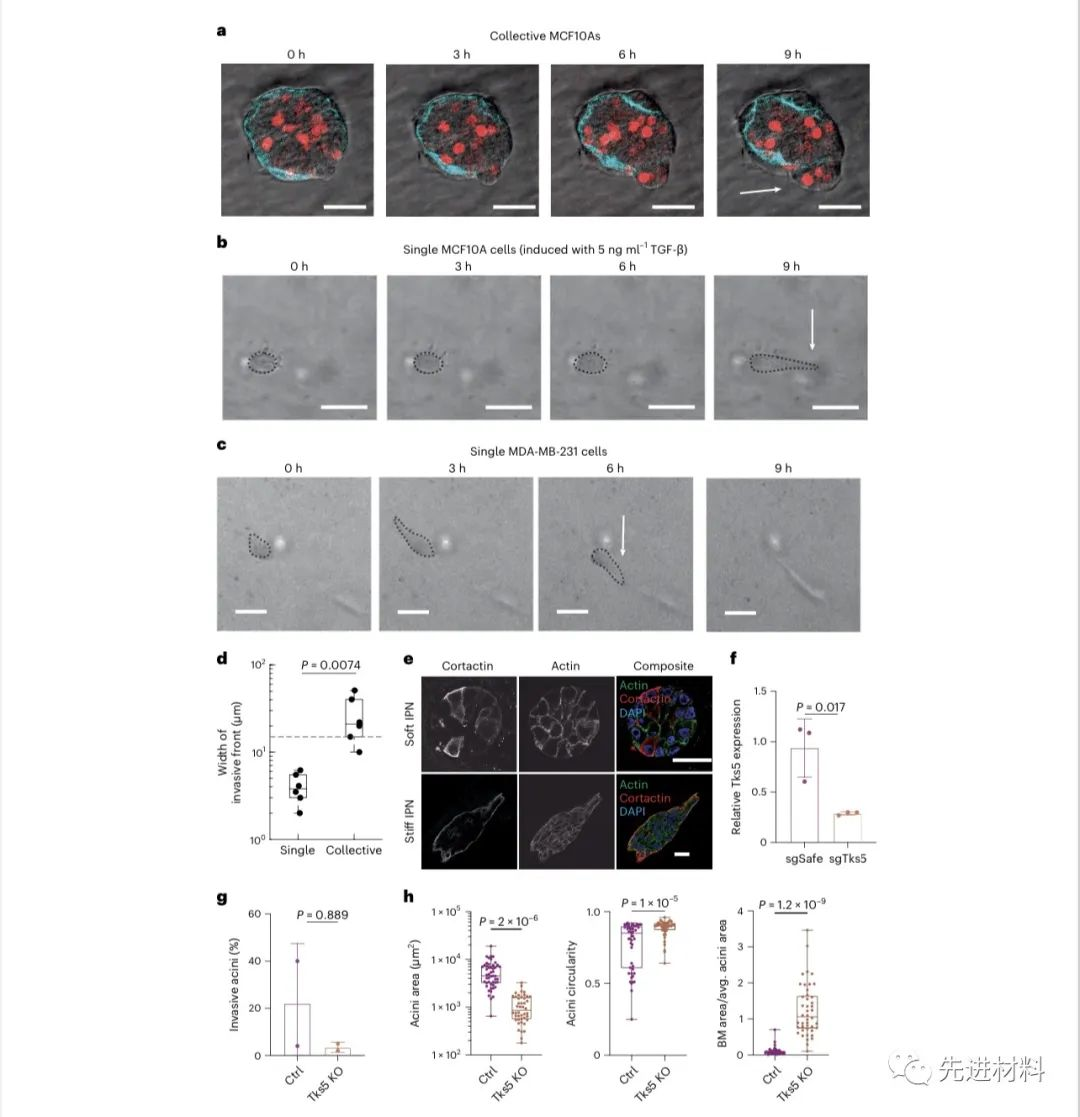 a
Collective MCF10As
0 h 3 h 6 h 9 h
b
Single MCF10A cells (induced with 5 ng ml⁻¹ TGF-β)
0 h 3 h 6 h 9 h
c
Single MDA-MB-231 cells
0 h 3 h 6 h 9 h
d
P = 0.0074
Width of
invasive front (μm)
10²
10¹
10⁰
Single Collective
e
Cortactin Actin Composite
Soft IPN
Actin
Cortactin
DAPI
Stiff IPN
Actin
Cortactin
DAPI
f
P = 0.017
Relative Tks5 expression
1.5
1.0
0.5
0
sgSafe sgTks5
g
P = 0.889
Invasive acini (%)
60
40
20
0
Ctrl Tks5 KO
h
P = 2 × 10⁻⁶
Acini area (μm²)
1 × 10⁵
1 × 10⁴
1 × 10³
1 × 10²
Ctrl Tks5 KO
P = 1 × 10⁻⁵
Acini circularity
1.0
0.5
0
Ctrl Tks5 KO
P = 1.2 × 10⁻⁹
BM area/avg. acini area
4
3
2
1
0
Ctrl Tks5 KO
先进材料